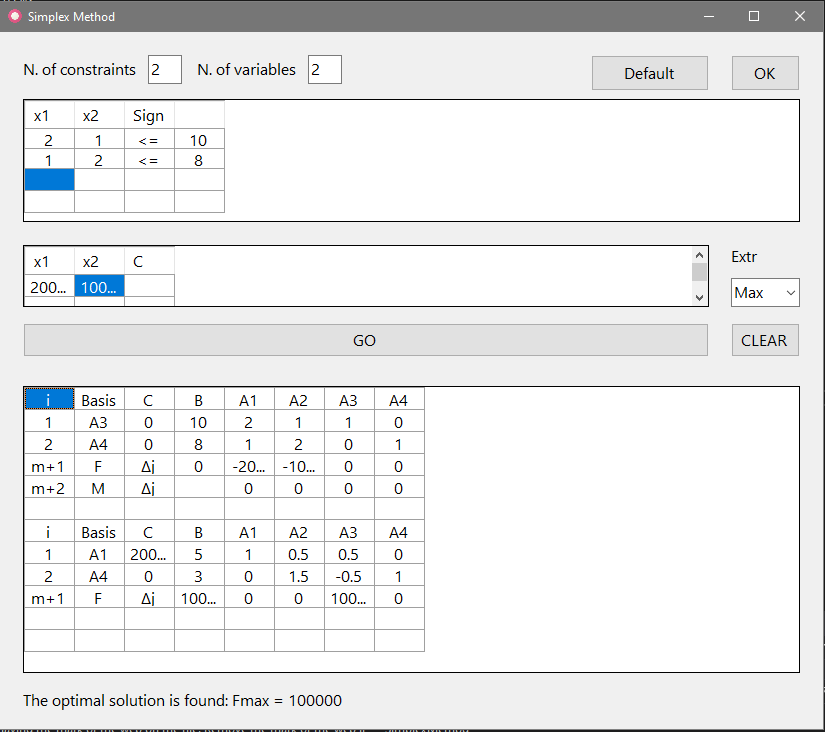 Simplex Method
N. of constraints 2 N. of variables 2 Default OK
x1 x2 Sign
2 1 <= 10
1 2 <= 8
x1 x2 C Extr
200... 100... Max
GO CLEAR
i Basis C B A1 A2 A3 A4
1 A3 0 10 2 1 1 0
2 A4 0 8 1 2 0 1
m+1 F Δj 0 -20... -10... 0 0
m+2 M Δj 0 0 0 0
i Basis C B A1 A2 A3 A4
1 A1 200... 5 1 0.5 0.5 0
2 A4 0 3 0 1.5 -0.5 1
m+1 F Δj 100... 0 0 100... 0
The optimal solution is found: Fmax = 100000